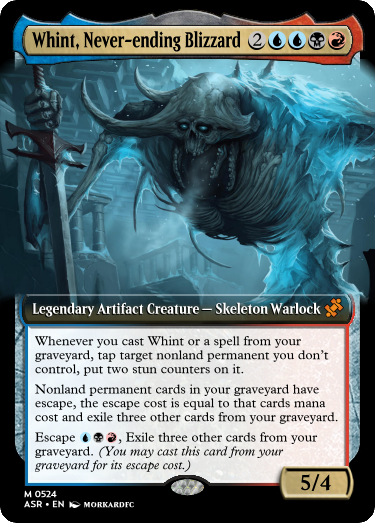 Whint, Never-ending Blizzard 2
Legendary Artifact Creature — Skeleton Warlock
Whenever you cast Whint or a spell from your
graveyard, tap target nonland permanent you don't
control, put two stun counters on it.
Nonland permanent cards in your graveyard have
escape, the escape cost is equal to that cards mana
cost and exile three other cards from your graveyard.
Escape , Exile three other cards from your
graveyard. (You may cast this card from your
graveyard for its escape cost.)
5/4
M 0524
ASR • EN MORKARDFC